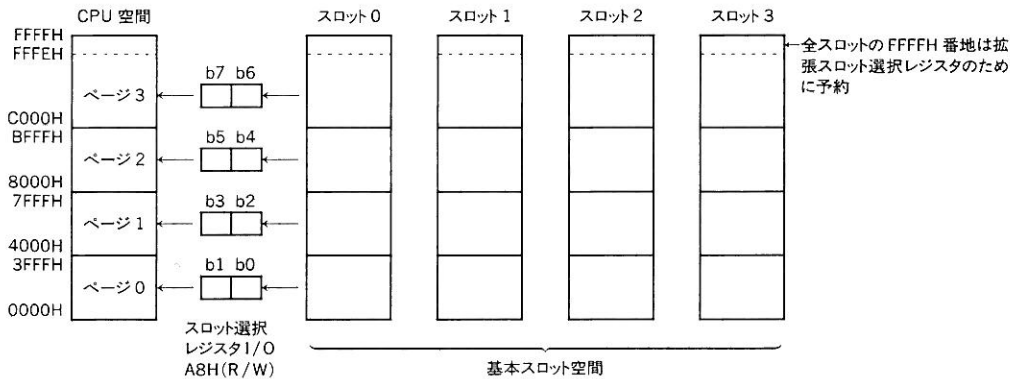 CPU 空間
スロット 0
スロット 1
スロット 2
スロット 3
FFFFH
FFFEH
全スロットの FFFFH 番地は拡
張スロット選択レジスタのため
に予約
b7 b6
ページ 3
C000H
BFFFH
b5 b4
ページ 2
8000H
7FFFH
b3 b2
ページ 1
4000H
3FFFH
b1 b0
ページ 0
0000H
スロット選択
レジスタ I/O
A8H(R/W)
基本スロット空間